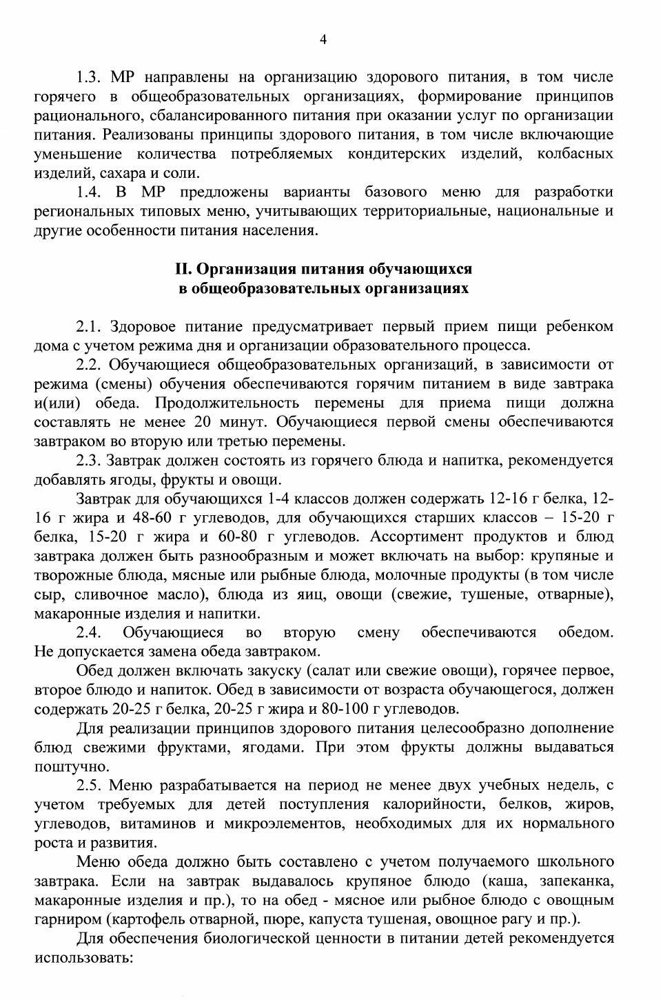 4
1.3. МР направлены на организацию здорового питания, в том числе
горячего в общеобразовательных организациях, формирование принципов
рационального, сбалансированного питания при оказании услуг по организации
питания. Реализованы принципы здорового питания, в том числе включающие
уменьшение количества потребляемых кондитерских изделий, колбасных
изделий, сахара и соли.
1.4. В МР предложены варианты базового меню для разработки
региональных типовых меню, учитывающих территориальные, национальные и
другие особенности питания населения.
II. Организация питания обучающихся
в общеобразовательных организациях
2.1. Здоровое питание предусматривает первый прием пищи ребенком
дома с учетом режима дня и организации образовательного процесса.
2.2. Обучающиеся общеобразовательных организаций, в зависимости от
режима (смены) обучения обеспечиваются горячим питанием в виде завтрака
и(или) обеда. Продолжительность перемены для приема пищи должна
составлять не менее 20 минут. Обучающиеся первой смены обеспечиваются
завтраком во вторую или третью перемены.
2.3. Завтрак должен состоять из горячего блюда и напитка, рекомендуется
добавлять ягоды, фрукты и овощи.
Завтрак для обучающихся 1-4 классов должен содержать 12-16 г белка, 12-
16 г жира и 48-60 г углеводов, для обучающихся старших классов – 15-20 г
белка, 15-20 г жира и 60-80 г углеводов. Ассортимент продуктов и блюд
завтрака должен быть разнообразным и может включать на выбор: крупяные и
творожные блюда, мясные или рыбные блюда, молочные продукты (в том числе
сыр, сливочное масло), блюда из яиц, овощи (свежие, тушеные, отварные),
макаронные изделия и напитки.
2.4. Обучающиеся во вторую смену обеспечиваются обедом.
Не допускается замена обеда завтраком.
Обед должен включать закуску (салат или свежие овощи), горячее первое,
второе блюдо и напиток. Обед в зависимости от возраста обучающегося, должен
содержать 20-25 г белка, 20-25 г жира и 80-100 г углеводов.
Для реализации принципов здорового питания целесообразно дополнение
блюд свежими фруктами, ягодами. При этом фрукты должны выдаваться
поштучно.
2.5. Меню разрабатывается на период не менее двух учебных недель, с
учетом требуемых для детей поступления калорийности, белков, жиров,
углеводов, витаминов и микроэлементов, необходимых для их нормального
роста и развития.
Меню обеда должно быть составлено с учетом получаемого школьного
завтрака. Если на завтрак выдавалось крупяное блюдо (каша, запеканка,
макаронные изделия и пр.), то на обед - мясное или рыбное блюдо с овощным
гарниром (картофель отварной, пюре, капуста тушеная, овощное рагу и пр.).
Для обеспечения биологической ценности в питании детей рекомендуется
использовать: